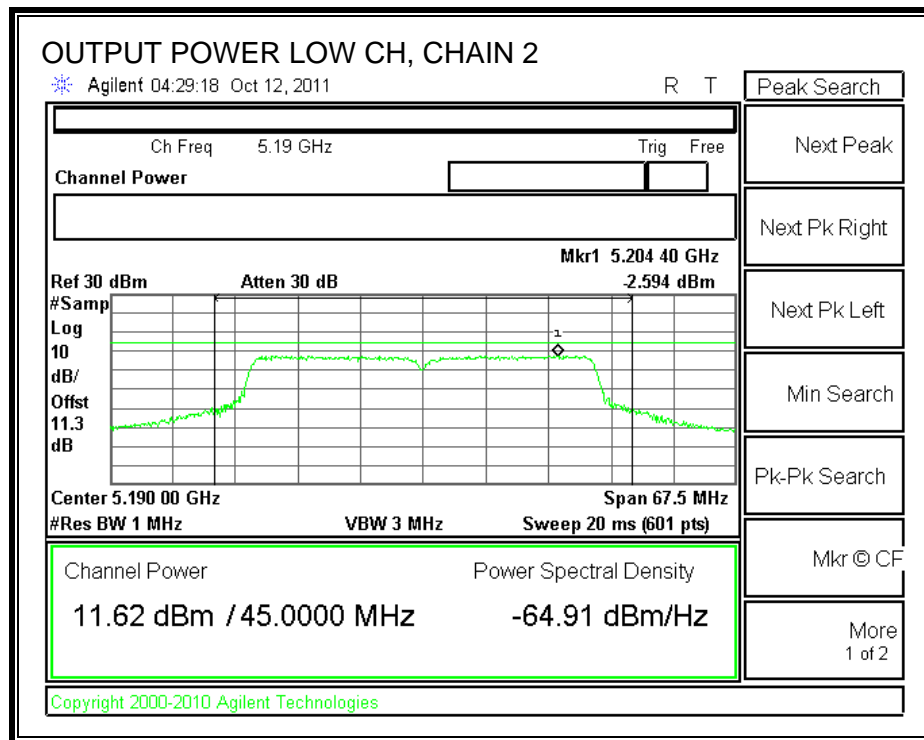 OUTPUT POWER LOW CH, CHAIN 2
Agilent 04:29:18 Oct 12, 2011 R T
Peak Search
Ch Freq 5.19 GHz Trig Free
Channel Power
Mkr1 5.204 40 GHz
Ref 30 dBm Atten 30 dB -2.594 dBm
#Samp
Log
10
dB/
Offst
11.3
dB
1
Center 5.190 00 GHz Span 67.5 MHz
#Res BW 1 MHz VBW 3 MHz Sweep 20 ms (601 pts)
Channel Power Power Spectral Density
11.62 dBm / 45.0000 MHz -64.91 dBm/Hz
Next Peak
Next Pk Right
Next Pk Left
Min Search
Pk-Pk Search
Mkr © CF
More
1 of 2
Copyright 2000-2010 Agilent Technologies